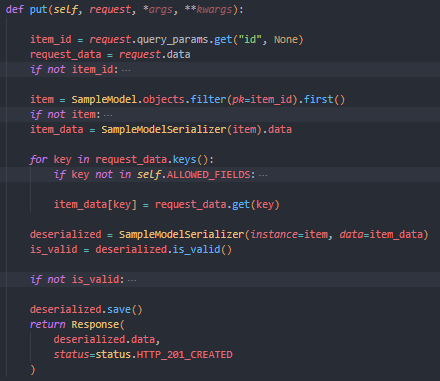 def put(self, request, *args, **kwargs):
item_id = request.query_params.get("id", None)
request_data = request.data
if not item_id: ...
item = SampleModel.objects.filter(pk=item_id).first()
if not item: ...
item_data = SampleModelSerializer(item).data
for key in request_data.keys():
if key not in self.ALLOWED_FIELDS: ...
item_data[key] = request_data.get(key)
deserialized = SampleModelSerializer(instance=item, data=item_data)
is_valid = deserialized.is_valid()
if not is_valid: ...
deserialized.save()
return Response(
deserialized.data,
status=status.HTTP_201_CREATED
)